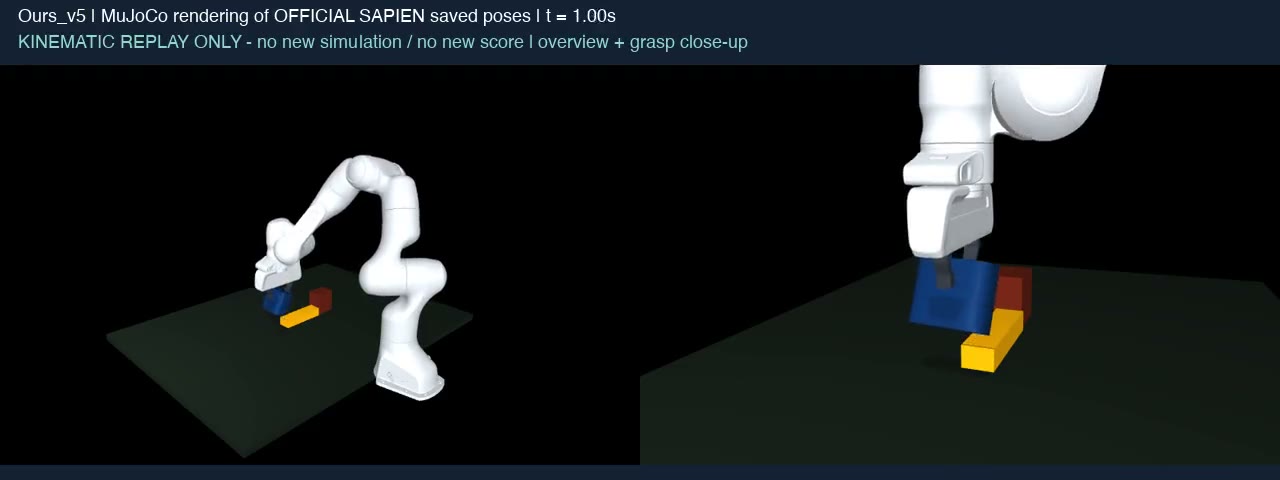 Ours_v5 | MuJoCo rendering of OFFICIAL SAPIEN saved poses | t = 1.00s
KINEMATIC REPLAY ONLY - no new simulation / no new score | overview + grasp close-up